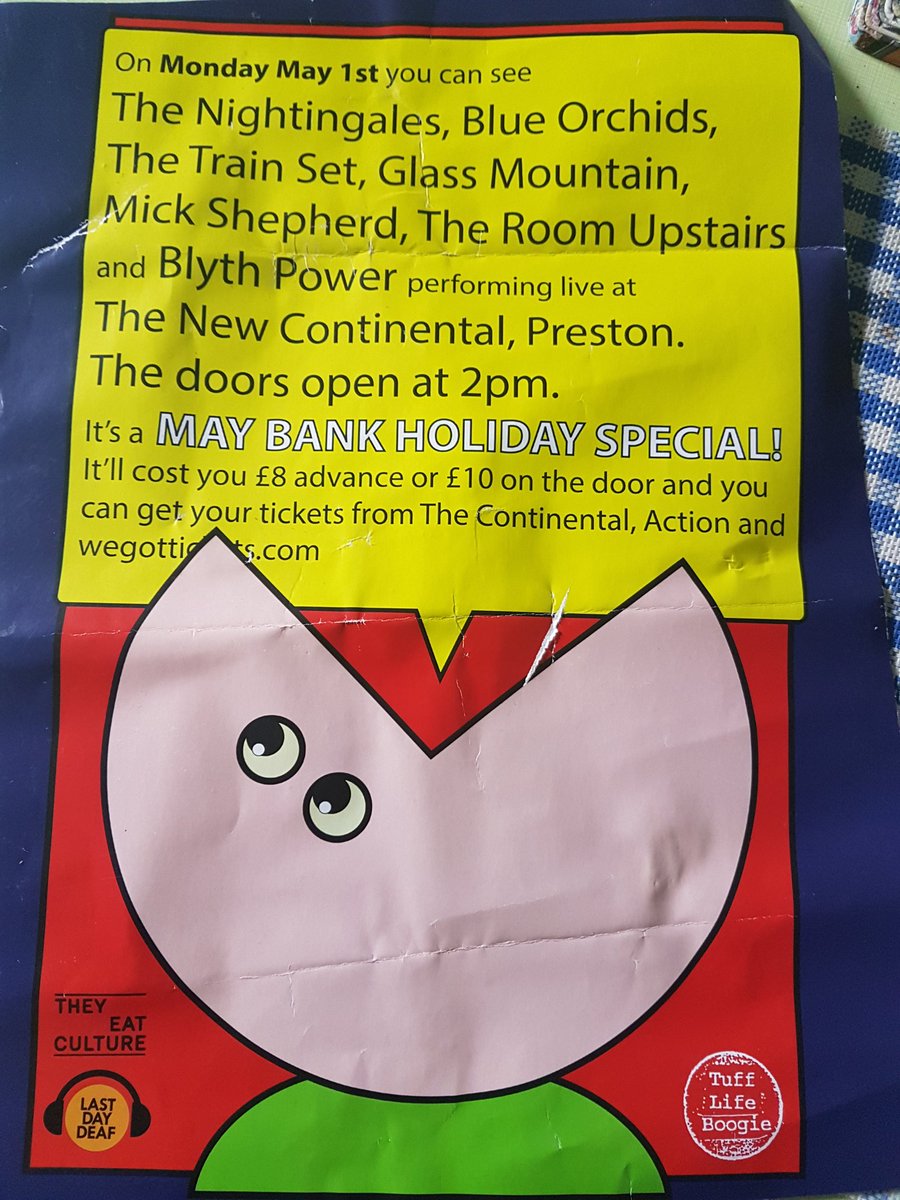 On Monday May 1st you can see
The Nightingales, Blue Orchids,
The Train Set, Glass Mountain,
Mick Shepherd, The Room Upstairs
and Blyth Power performing live at
The New Continental, Preston.
The doors open at 2pm.
It's a MAY BANK HOLIDAY SPECIAL!
It'll cost you £8 advance or £10 on the door and you
can get your tickets from The Continental, Action and
wegottickets.com
THEY
EAT
CULTURE
LAST
DAY
DEAF
Tuff
Life
Boogie